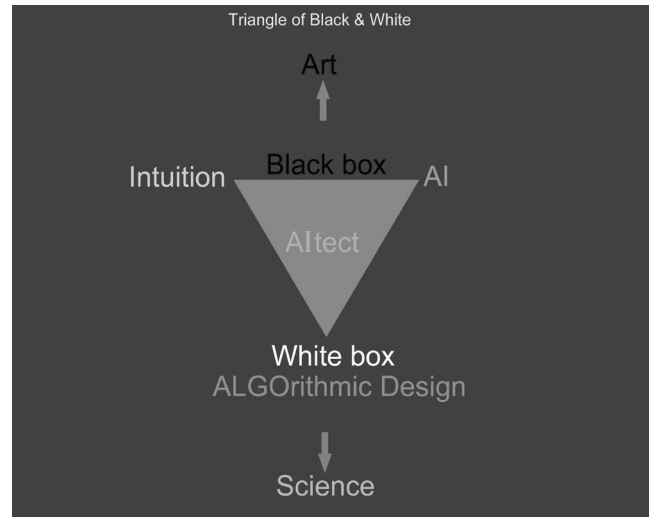 Triangle of Black & White
Art
Black box
Intuition
AI
AItect
White box
ALGOrithmic Design
Science